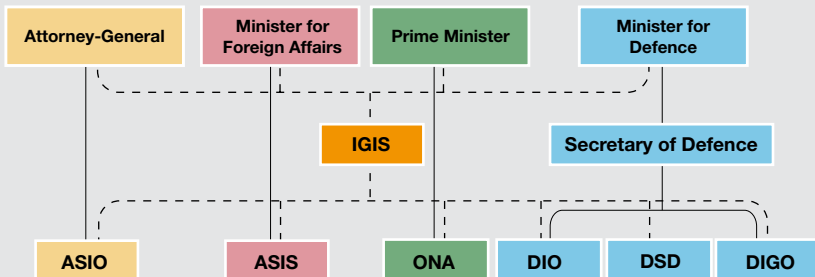 Attorney-General
Minister for
Foreign Affairs
Prime Minister
Minister for
Defence
IGIS
Secretary of Defence
ASIO
ASIS
ONA
DIO
DSD
DIGO